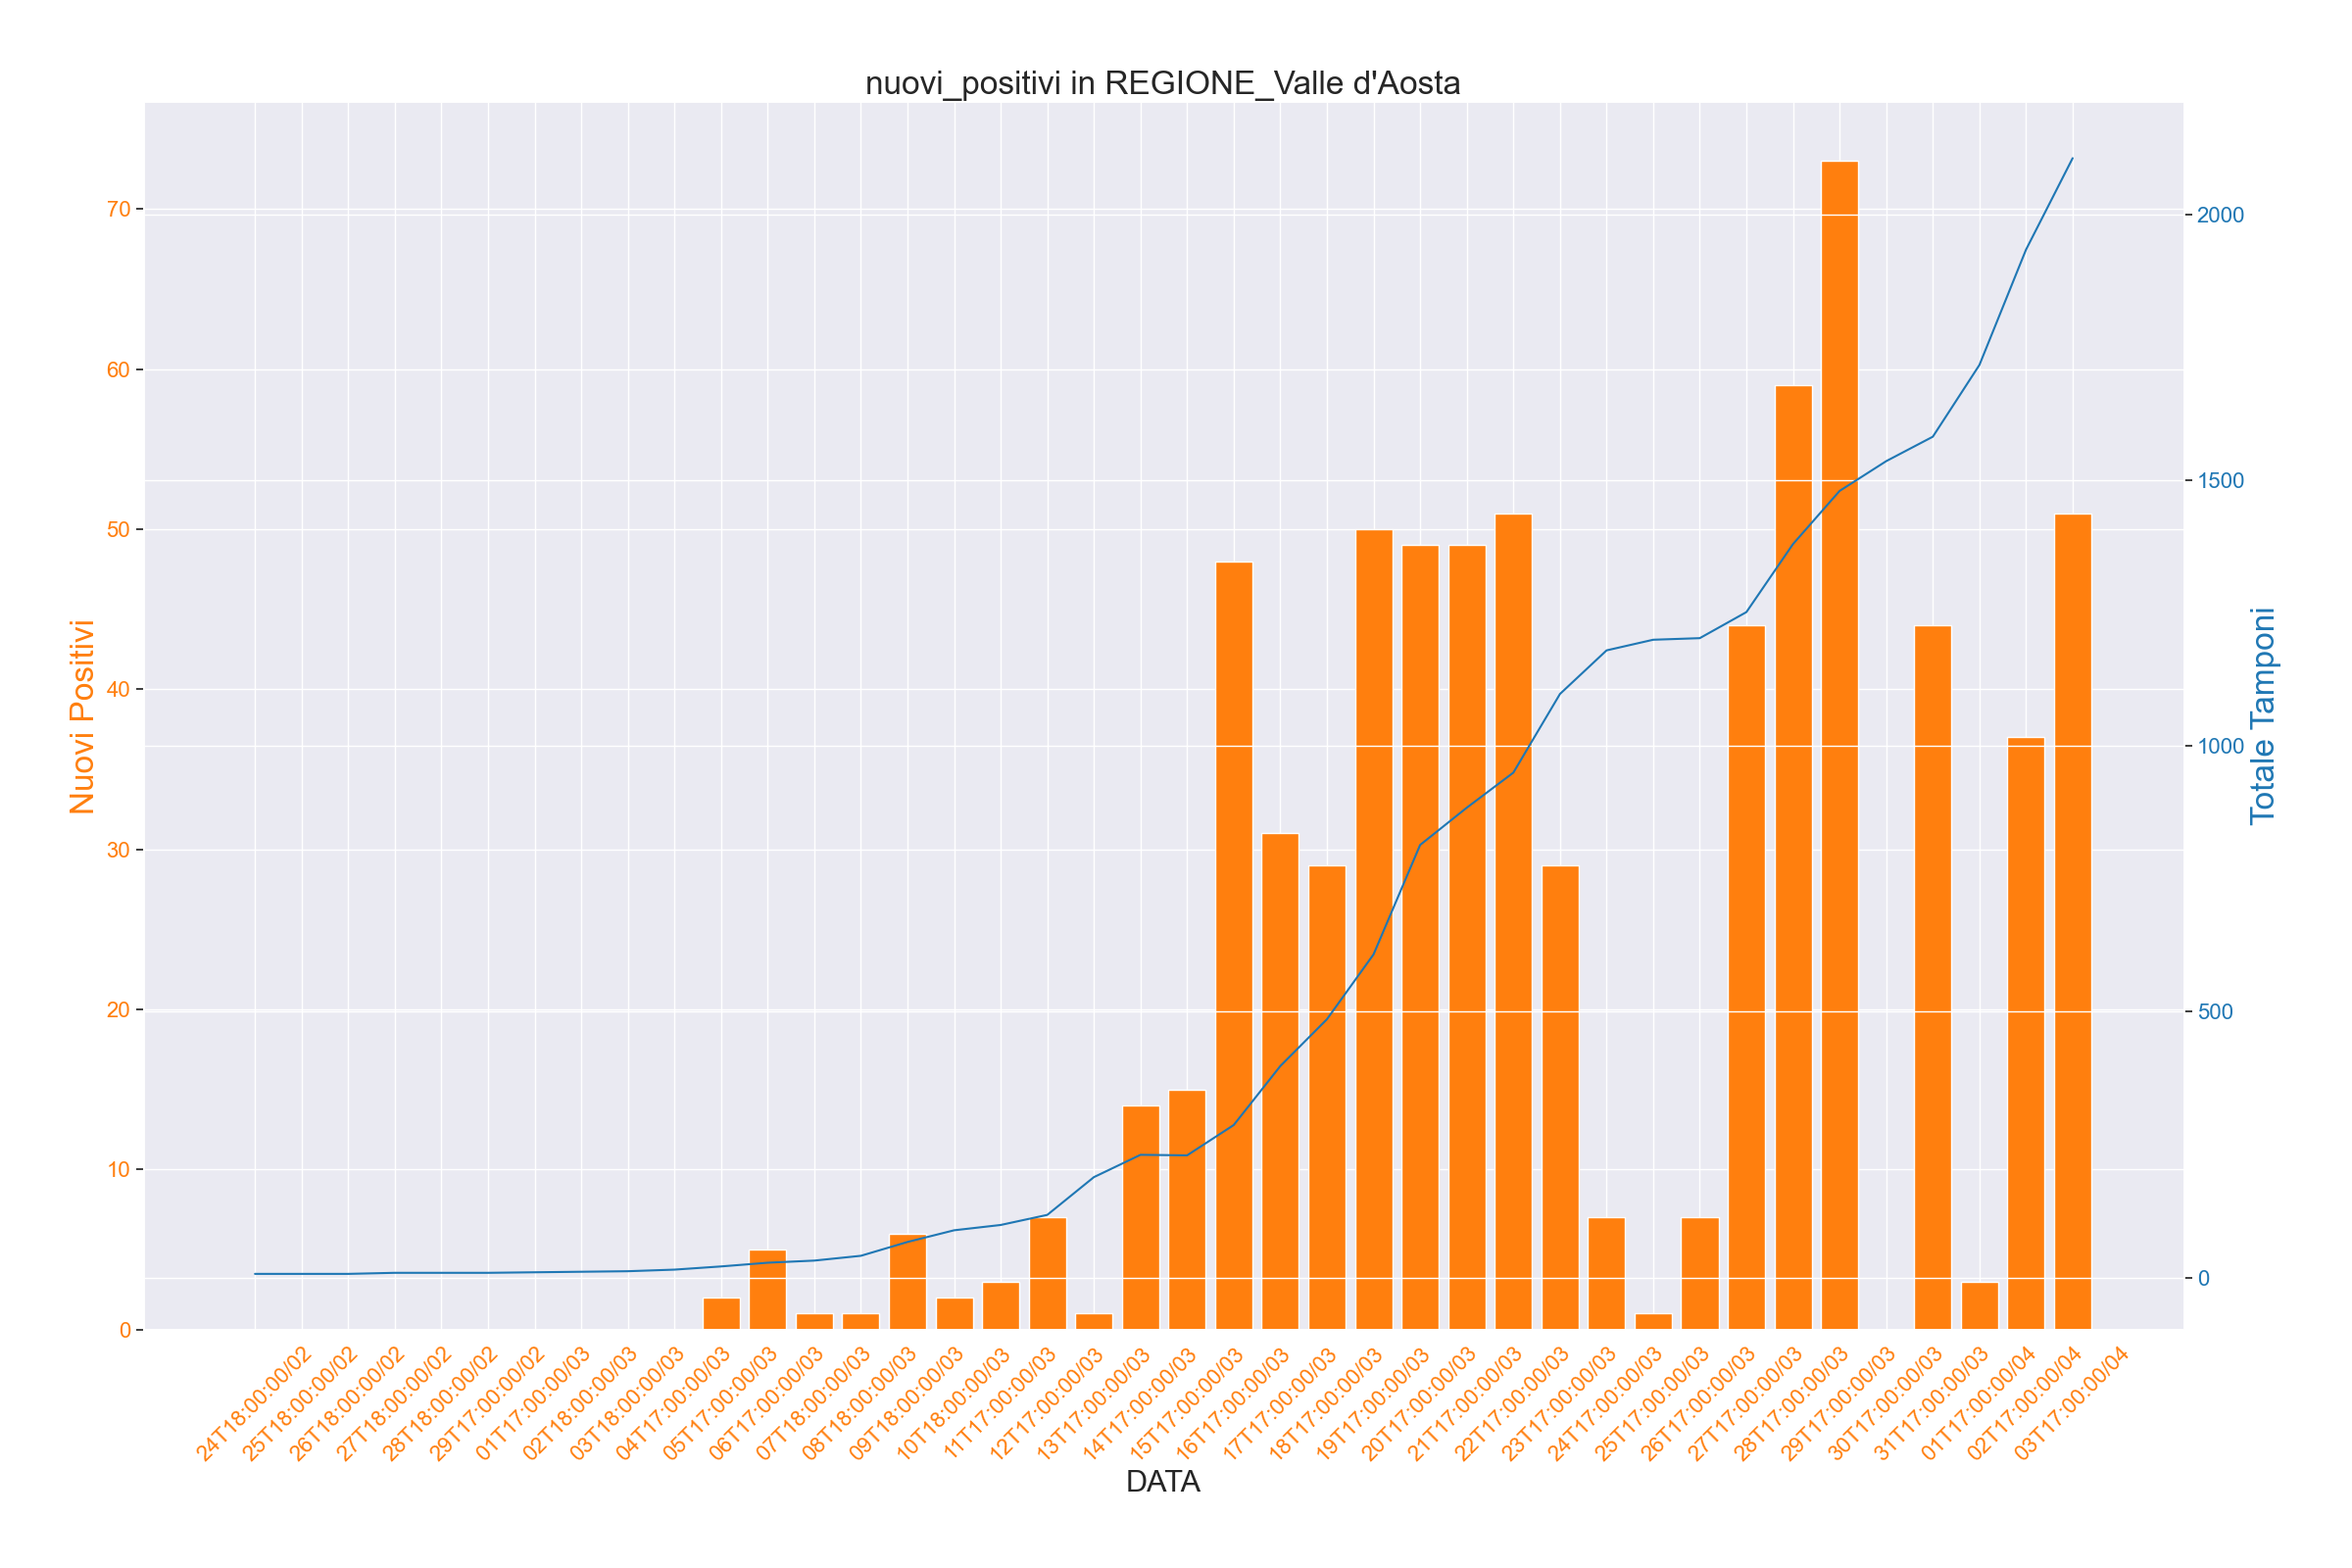 nuovi_positivi in REGIONE_Valle d'Aosta
Nuovi Positivi
70
60
50
40
30
20
10
0
Totale Tamponi
2000
1500
1000
500
0
24T18:00:00/02
25T18:00:00/02
26T18:00:00/02
27T18:00:00/02
28T18:00:00/02
29T17:00:00/02
01T17:00:00/03
02T18:00:00/03
03T18:00:00/03
04T17:00:00/03
05T17:00:00/03
06T17:00:00/03
07T18:00:00/03
08T18:00:00/03
09T18:00:00/03
10T18:00:00/03
11T17:00:00/03
12T17:00:00/03
13T17:00:00/03
14T17:00:00/03
15T17:00:00/03
16T17:00:00/03
17T17:00:00/03
18T17:00:00/03
19T17:00:00/03
20T17:00:00/03
21T17:00:00/03
22T17:00:00/03
23T17:00:00/03
24T17:00:00/03
25T17:00:00/03
26T17:00:00/03
27T17:00:00/03
28T17:00:00/03
29T17:00:00/03
30T17:00:00/03
31T17:00:00/03
01T17:00:00/04
02T17:00:00/04
03T17:00:00/04
DATA